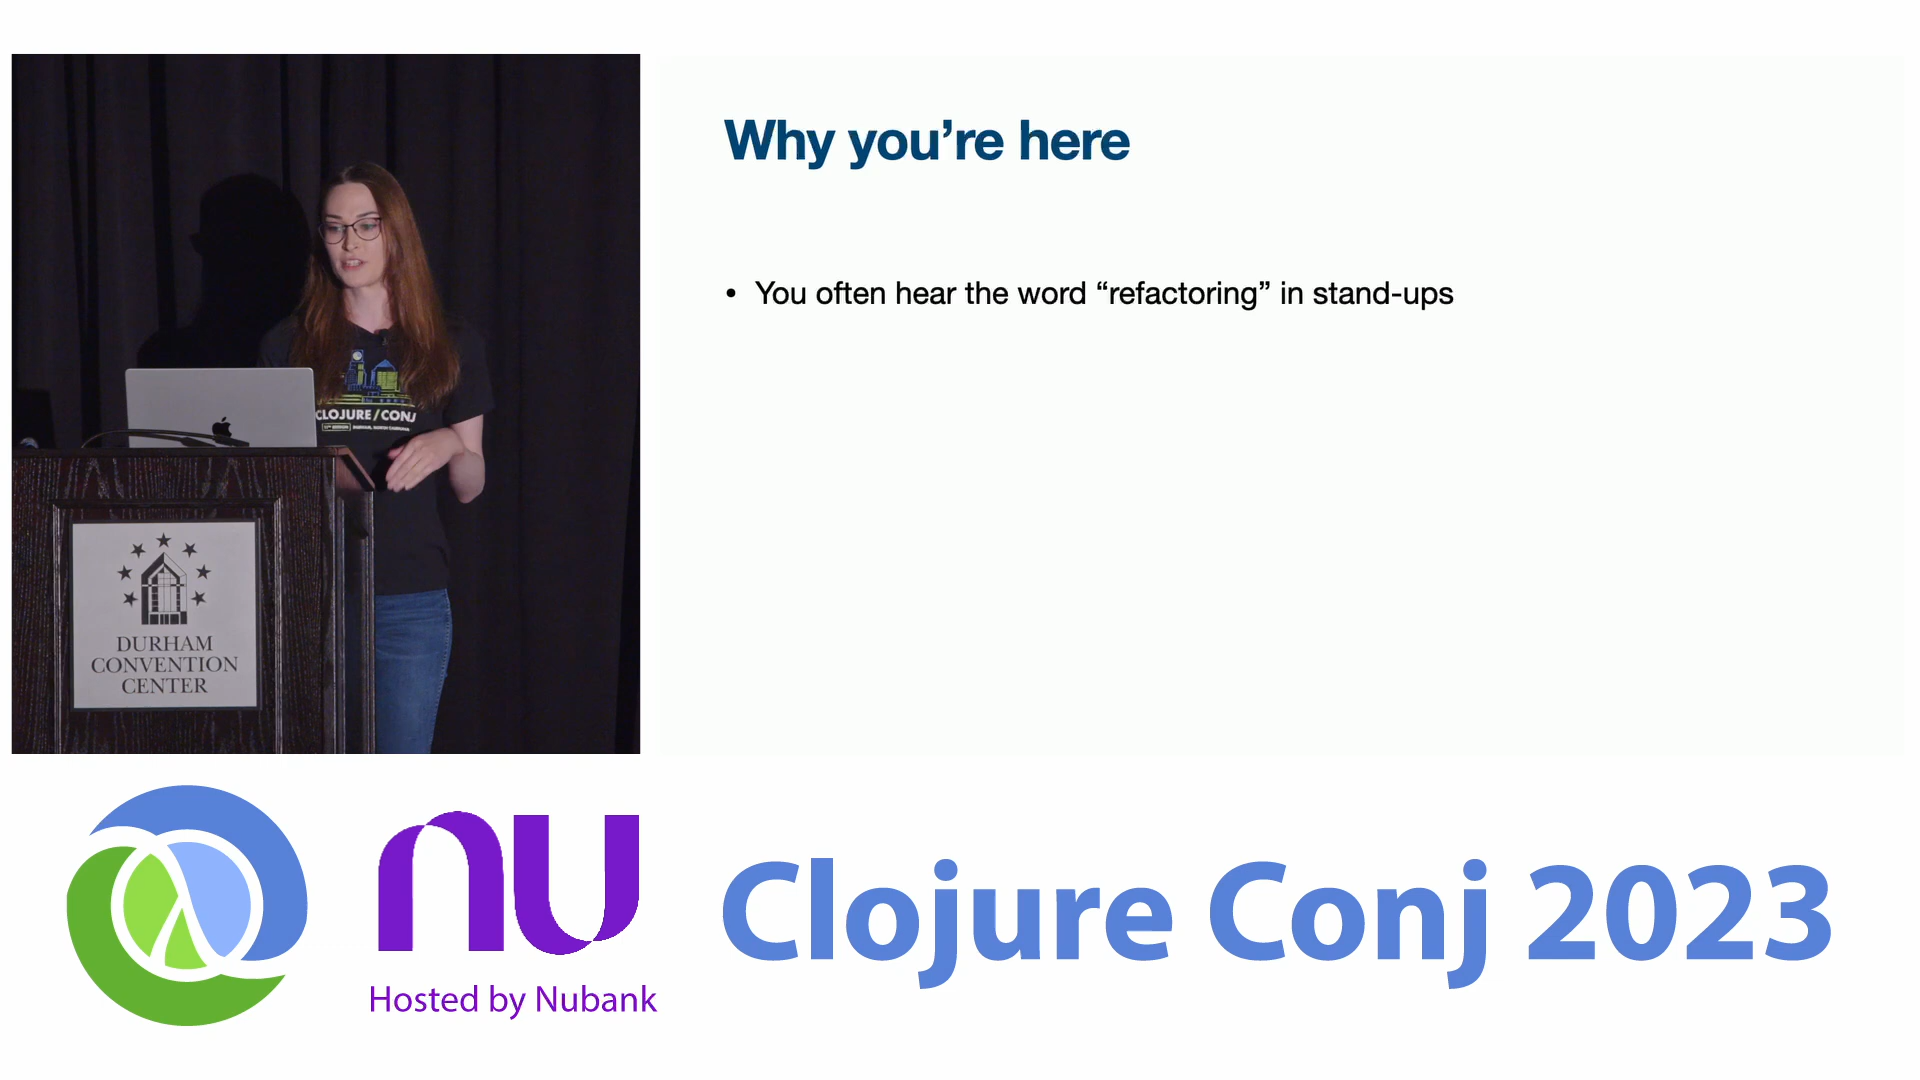 Why you’re here
• You often hear the word “refactoring” in stand-ups
CLOJURE / CONJ
DURHAM
CONVENTION
CENTER
nu
Hosted by Nubank
Clojure Conj 2023